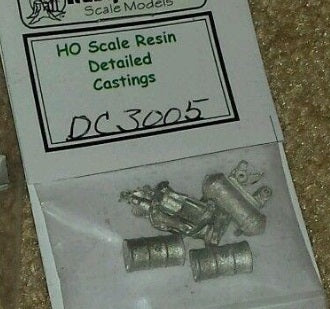 Scale Models
HO Scale Resin
Detailed
Castings
DC3005